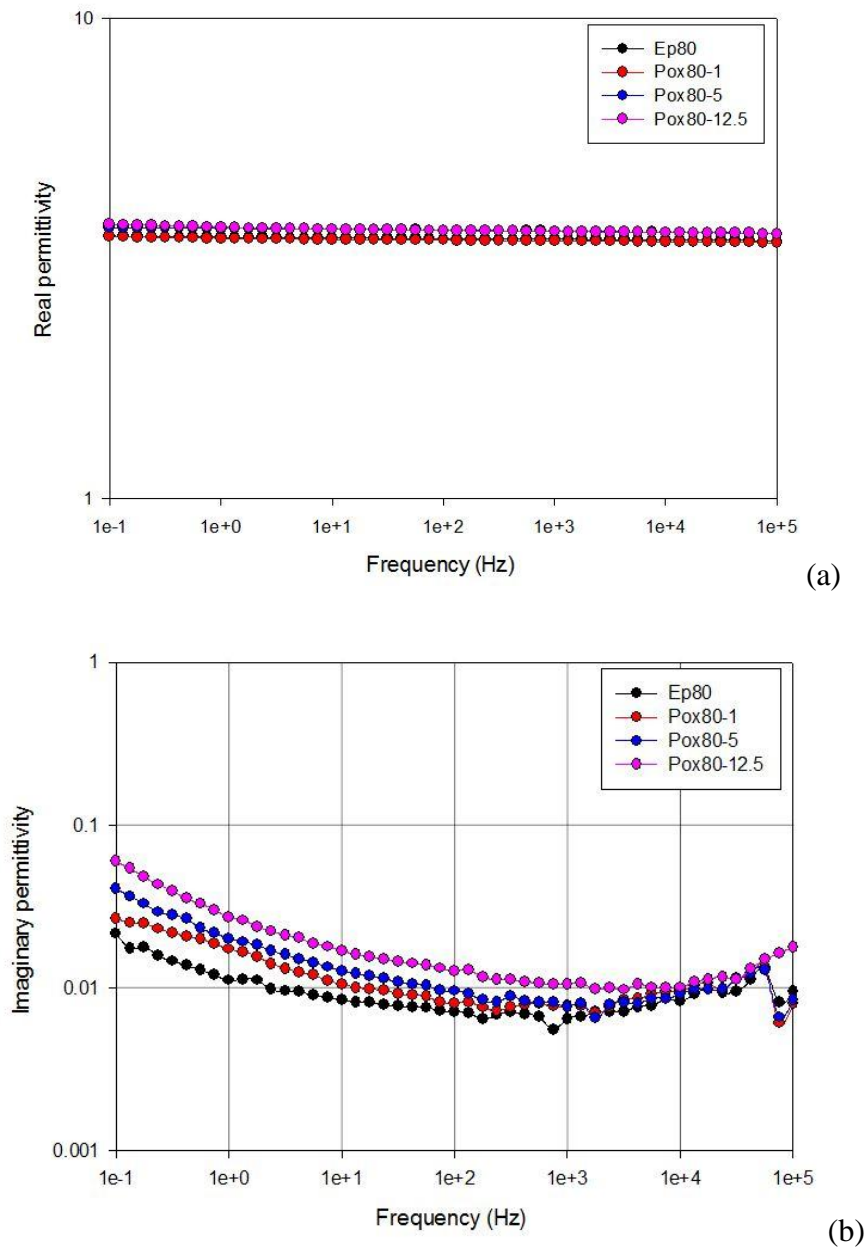 10
Ep80
Pox80-1
Pox80-5
Pox80-12.5
Real permittivity
1
1e-1 1e+0 1e+1 1e+2 1e+3 1e+4 1e+5
Frequency (Hz)
(a)
1
Ep80
Pox80-1
Pox80-5
Pox80-12.5
0.1
Imaginary permittivity
0.01
0.001
1e-1 1e+0 1e+1 1e+2 1e+3 1e+4 1e+5
Frequency (Hz)
(b)